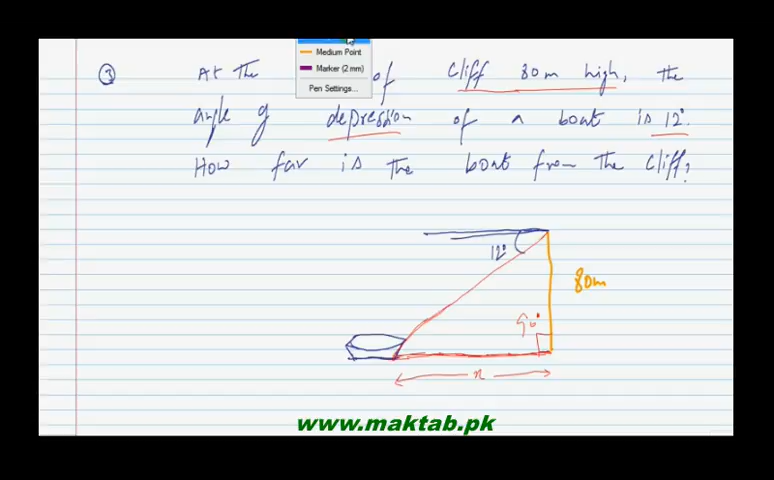 Medium Point
Marker (2 mm)
Pen Settings...
③ At the of cliff 80m high, the
angle of depression of a boat is 12°.
How far is the boat from the cliff?
12°
80m
90°
x
www.maktab.pk